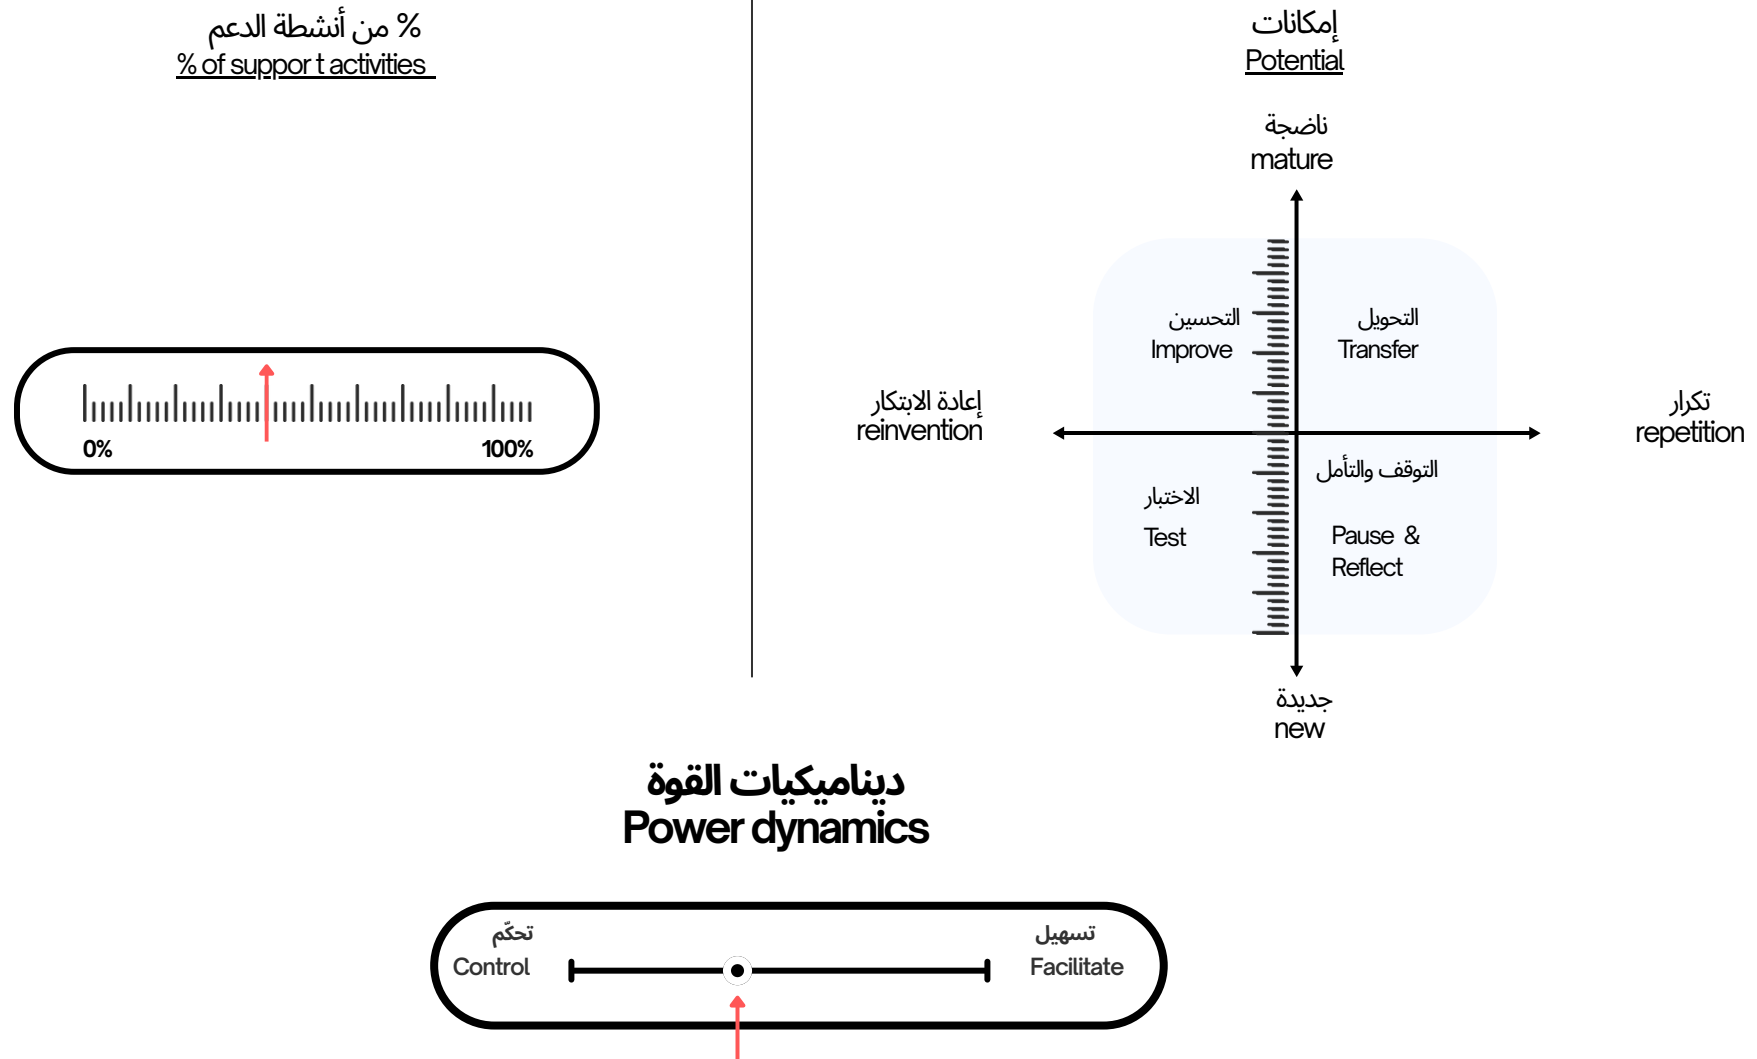 % من أنشطة الدعم
% of suppor t activities
0%
100%
إمكانات
Potential
ناضجة
mature
التحسين
Improve
التحويل
Transfer
إعادة الابتكار
reinvention
تكرار
repetition
الاختبار
Test
التوقف والتأمل
Pause &
Reflect
جديدة
new
ديناميكيات القوة
Power dynamics
تحكّم
Control
تسهيل
Facilitate